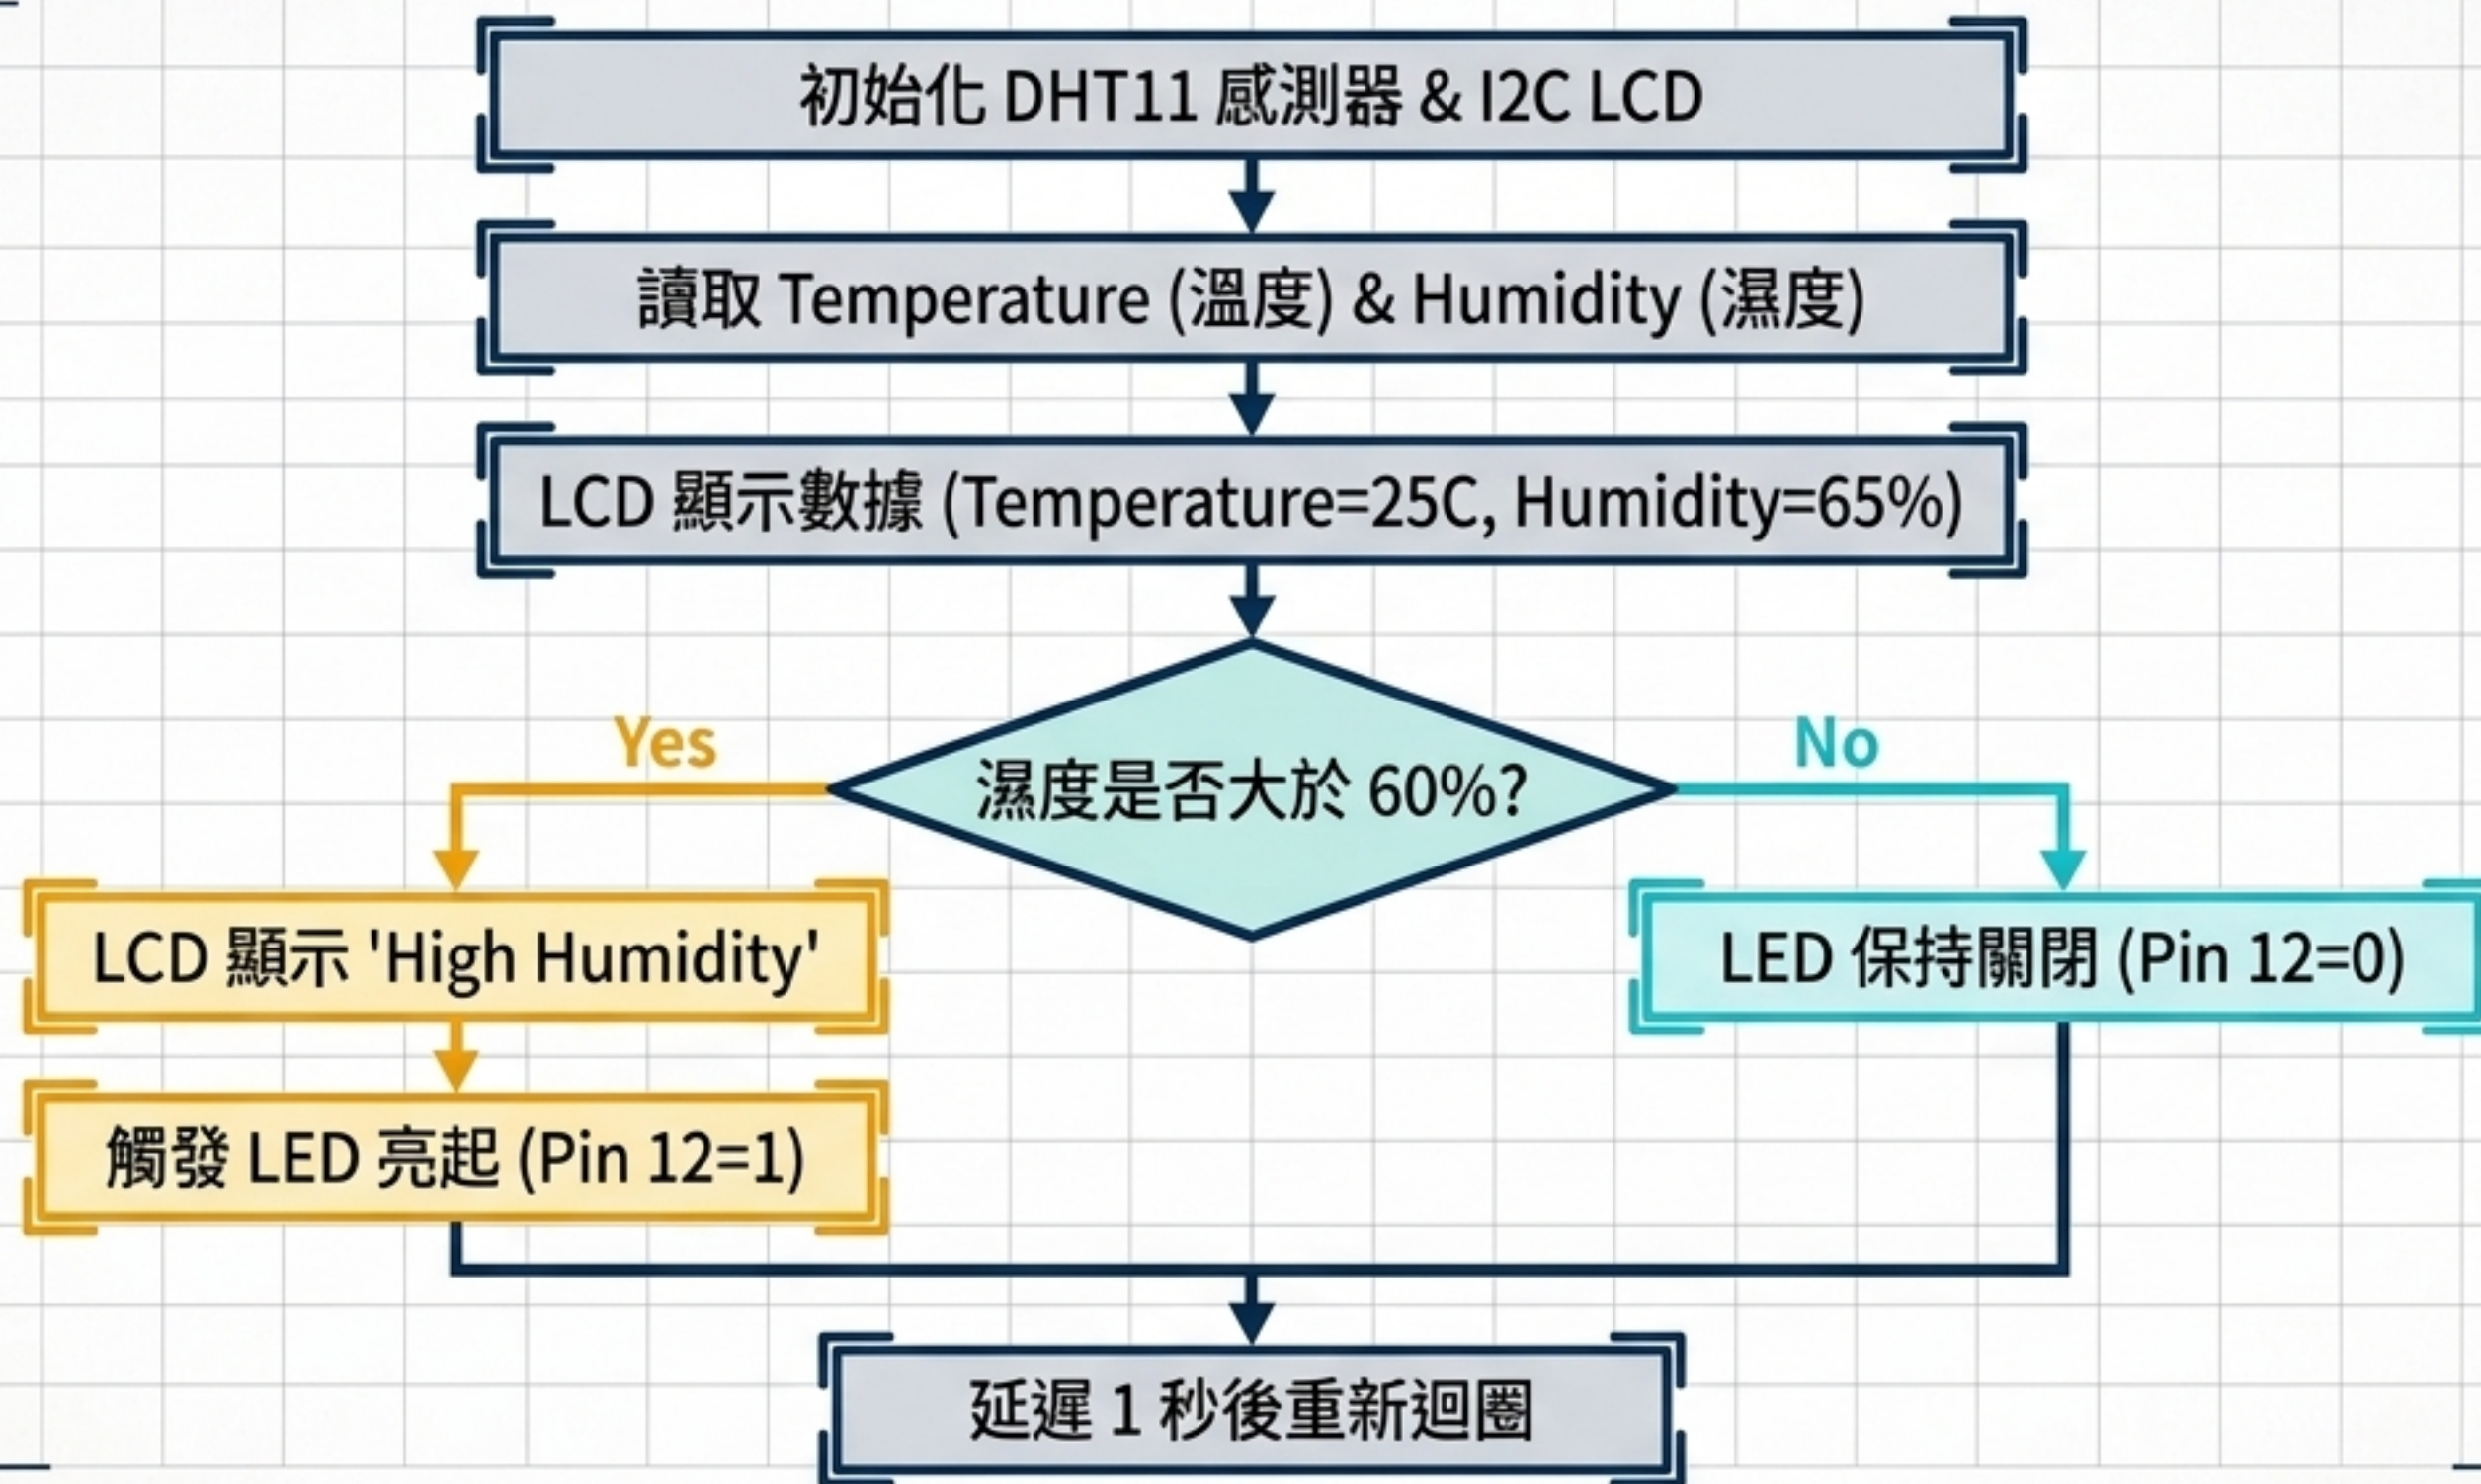 初始化 DHT11 感測器 & I2C LCD
讀取 Temperature (溫度) & Humidity (濕度)
LCD 顯示數據 (Temperature=25C, Humidity=65%)
濕度是否大於 60%?
Yes
No
LCD 顯示 'High Humidity'
LED 保持關閉 (Pin 12=0)
觸發 LED 亮起 (Pin 12=1)
延遲 1 秒後重新迴圈